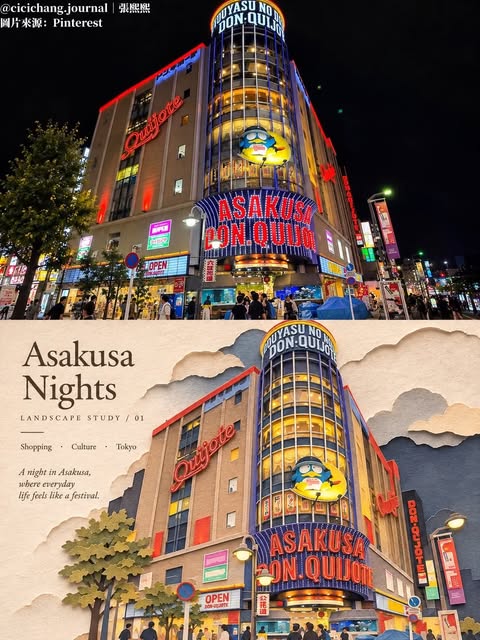 @cicichang.journal｜張熙熙
圖片來源：Pinterest
DON·QUIJOTE
Quijote
ASAKUSA
DON.QUIJOTE
OPEN
Asakusa
Nights
LANDSCAPE STUDY / 01
Shopping · Culture · Tokyo
A night in Asakusa,
where everyday
life feels like a festival.
DON·QUIJOTE
Quijote
ASAKUSA
DON.QUIJOTE
DON·QUIJOTE
OPEN